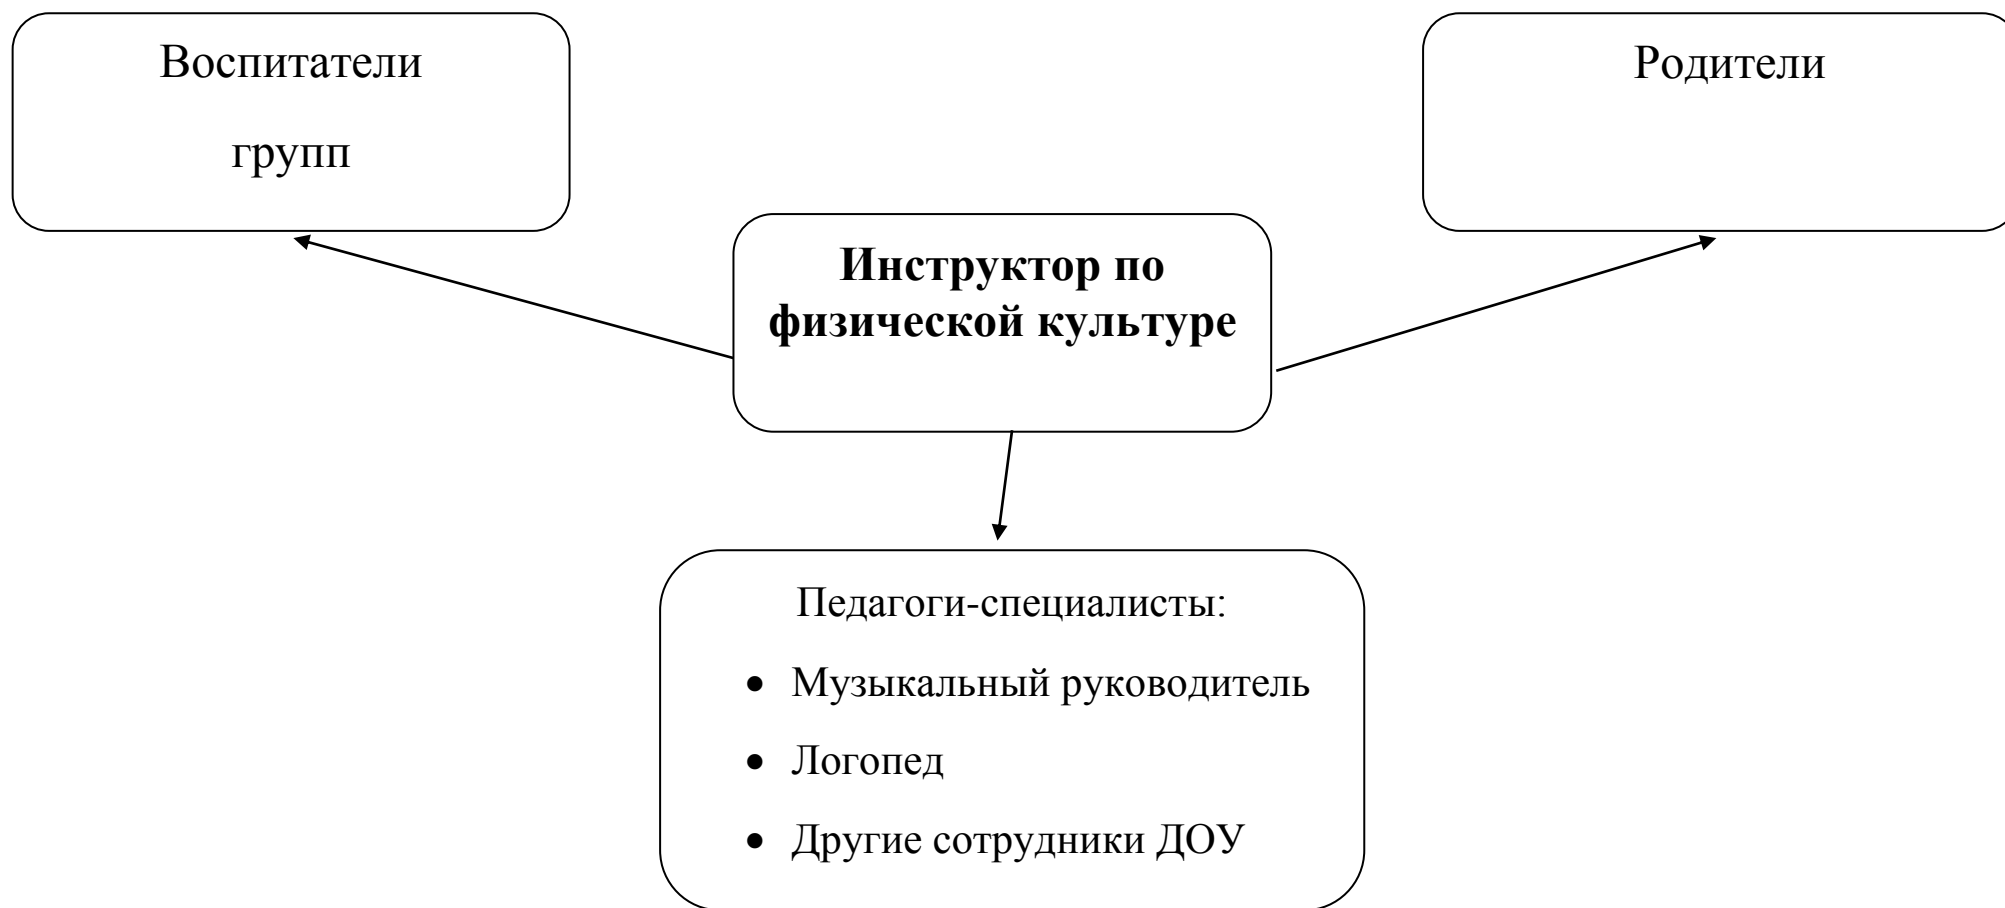 Воспитатели
групп
Родители
Инструктор по
физической культуре
Педагоги-специалисты:
• Музыкальный руководитель
• Логопед
• Другие сотрудники ДОУ